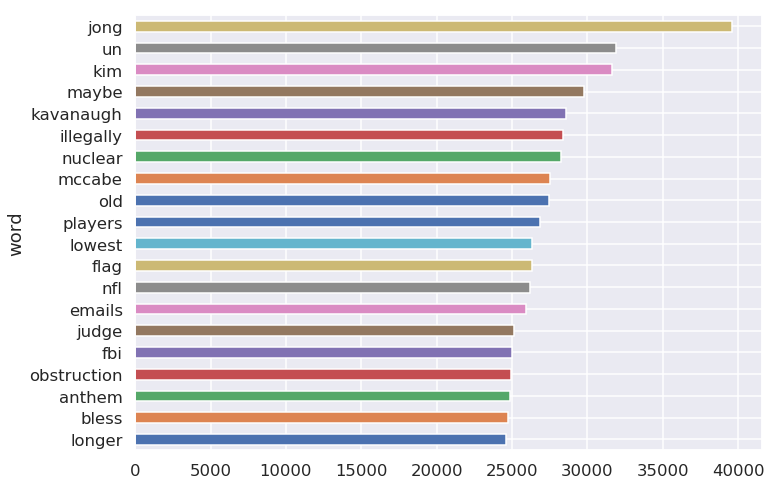 jong
un
kim
maybe
kavanaugh
illegally
nuclear
mccabe
old
players
lowest
flag
nfl
emails
judge
fbi
obstruction
anthem
bless
longer
word
0 5000 10000 15000 20000 25000 30000 35000 40000